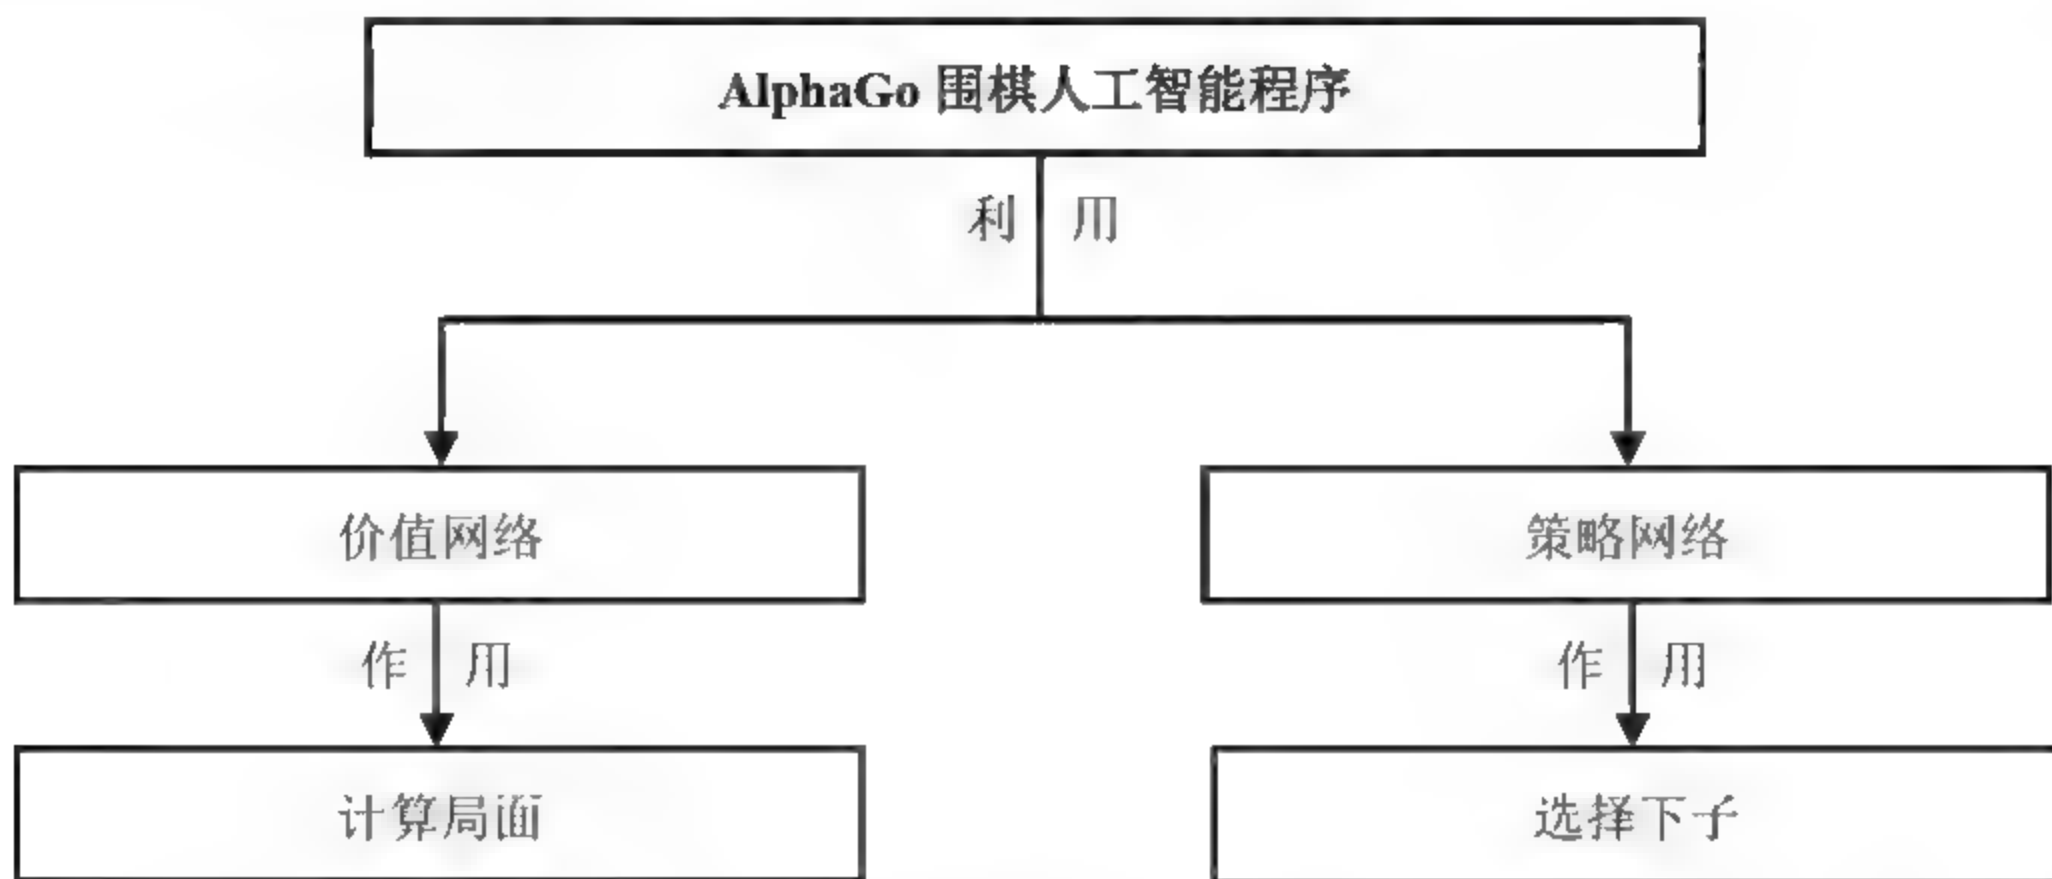 AlphaGo 围棋人工智能程序
利 用
价值网络
策略网络
作 用
作 用
计算局面
选择下子